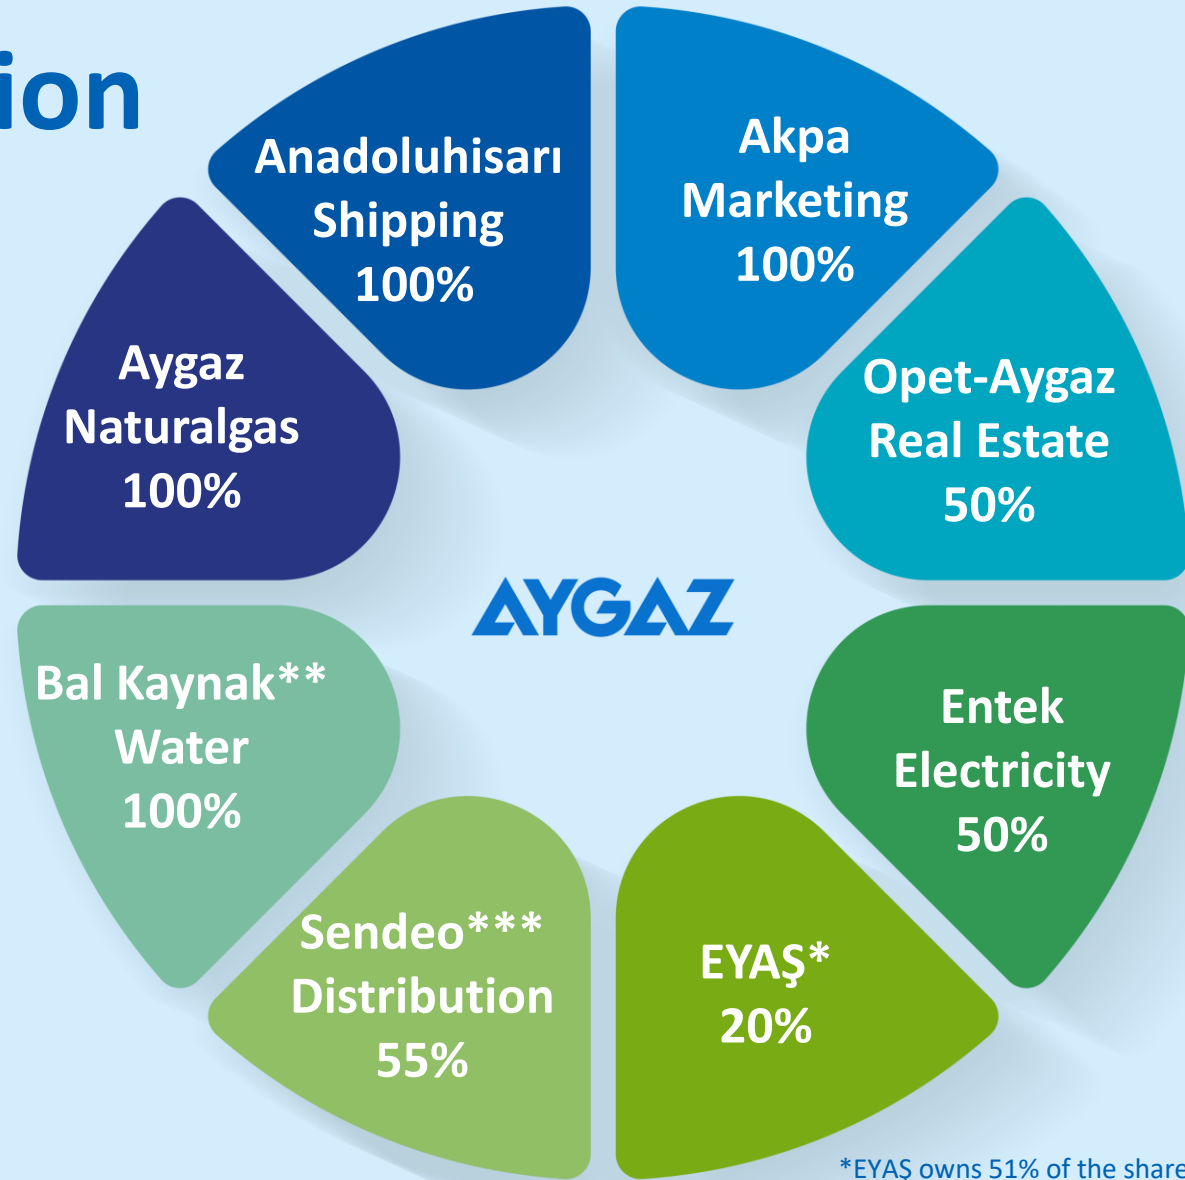 ion
Anadoluhisarı
Shipping
100%
Akpa
Marketing
100%
Aygaz
Naturalgas
100%
Opet-Aygaz
Real Estate
50%
AYGAZ
Bal Kaynak**
Water
100%
Entek
Electricity
50%
Sendeo***
Distribution
55%
EYAŞ*
20%
*EYAŞ owns 51% of the share